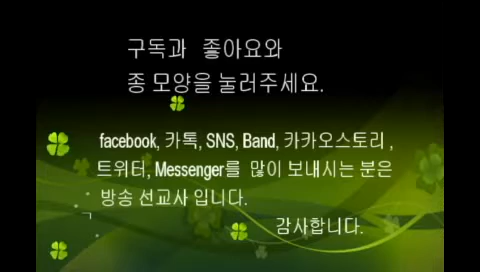 구독과 좋아요와
종 모양을 눌러주세요.
facebook, 카톡, SNS, Band, 카카오스토리,
트위터, Messenger를 많이 보내시는 분은
방송 선교사 입니다.
감사합니다.